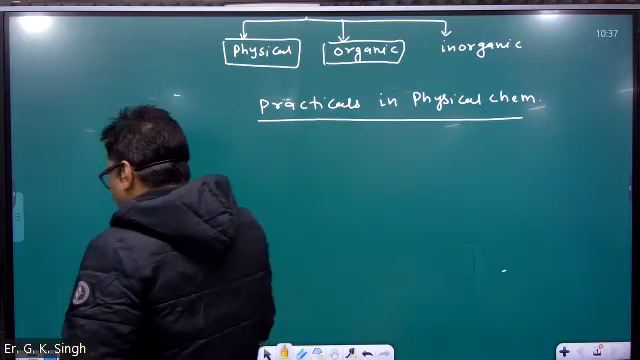 10:37
Physical organic inorganic
Practicals in Physical chem.
Er. G. K. Singh